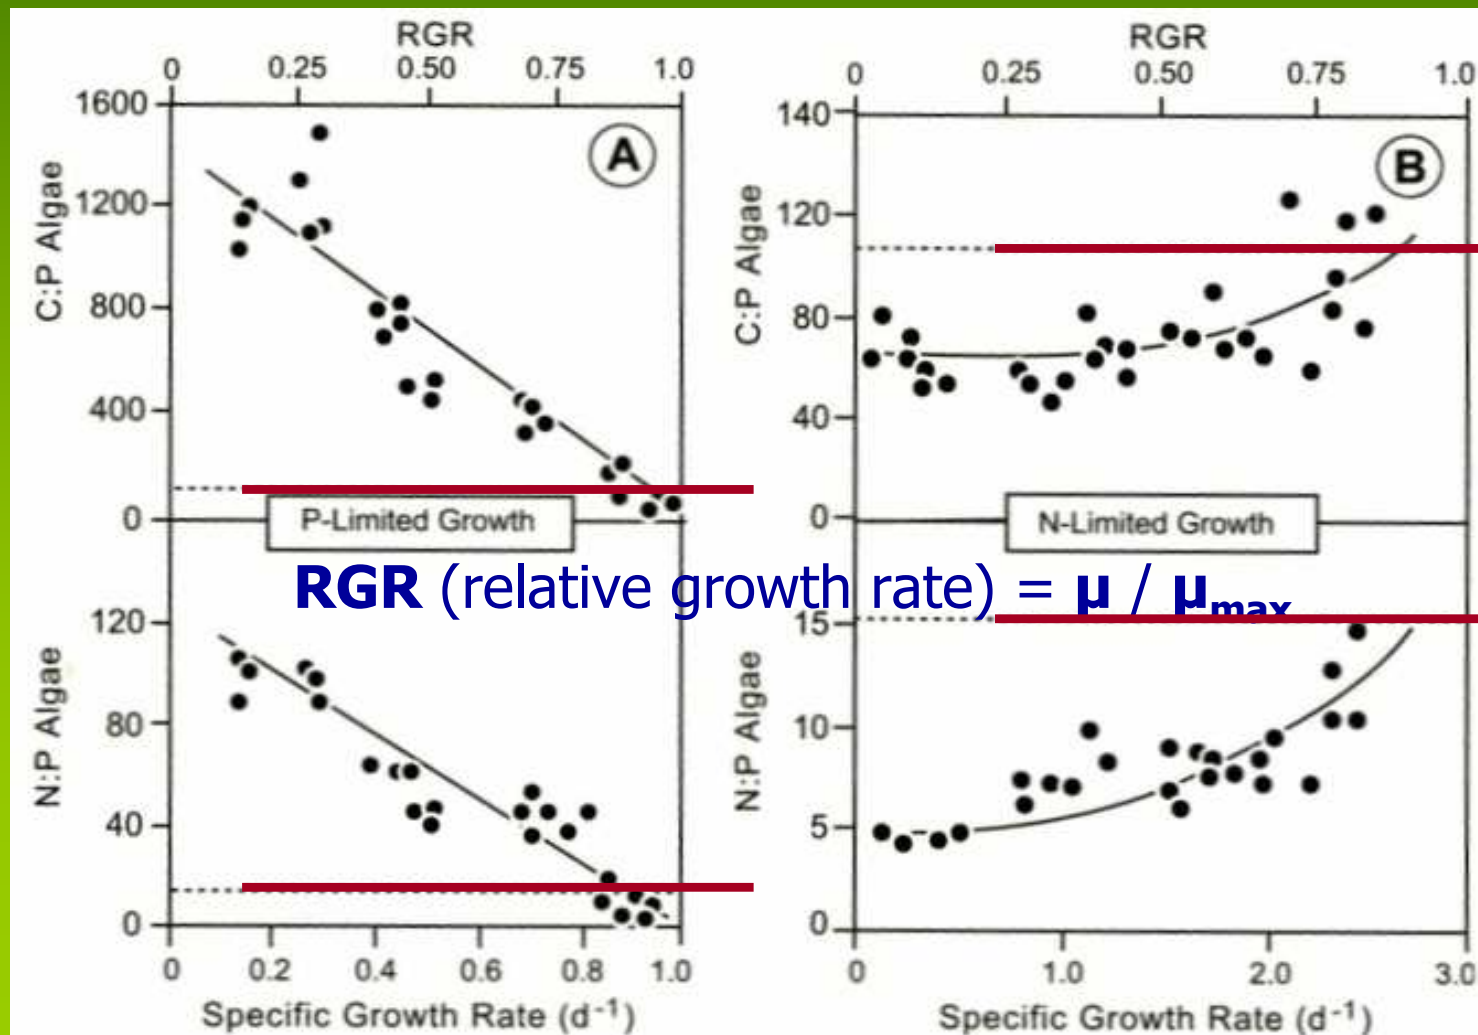 RGR
0 0.25 0.50 0.75 1.0
1600
1200
800
400
0
C:P Algae
A
P-Limited Growth
RGR
0 0.25 0.50 0.75 1.0
140
120
80
40
0
C:P Algae
B
N-Limited Growth
RGR (relative growth rate) = μ / μmax
120
80
40
0
N:P Algae
0 0.2 0.4 0.6 0.8 1.0
Specific Growth Rate (d-1)
15
10
5
0
N:P Algae
0 1.0 2.0 3.0
Specific Growth Rate (d-1)